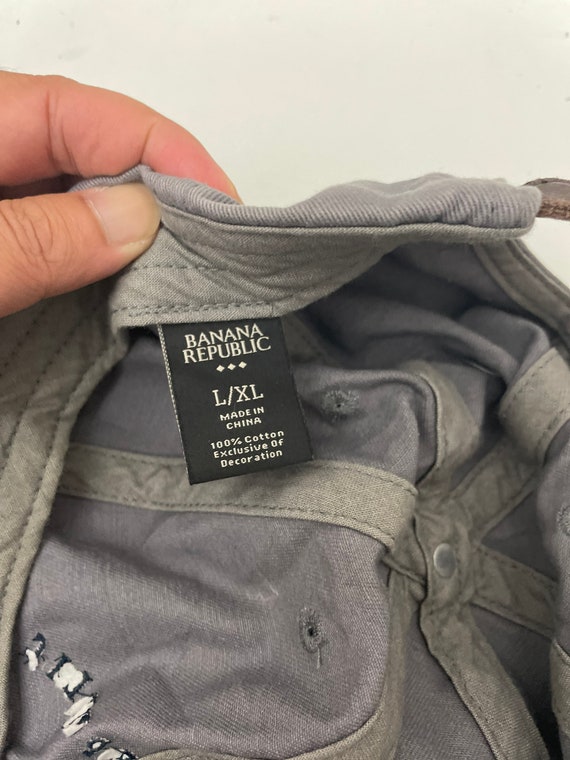 BANANA
REPUBLIC
L/XL
MADE IN
CHINA
100% Cotton
Exclusive Of
Decoration